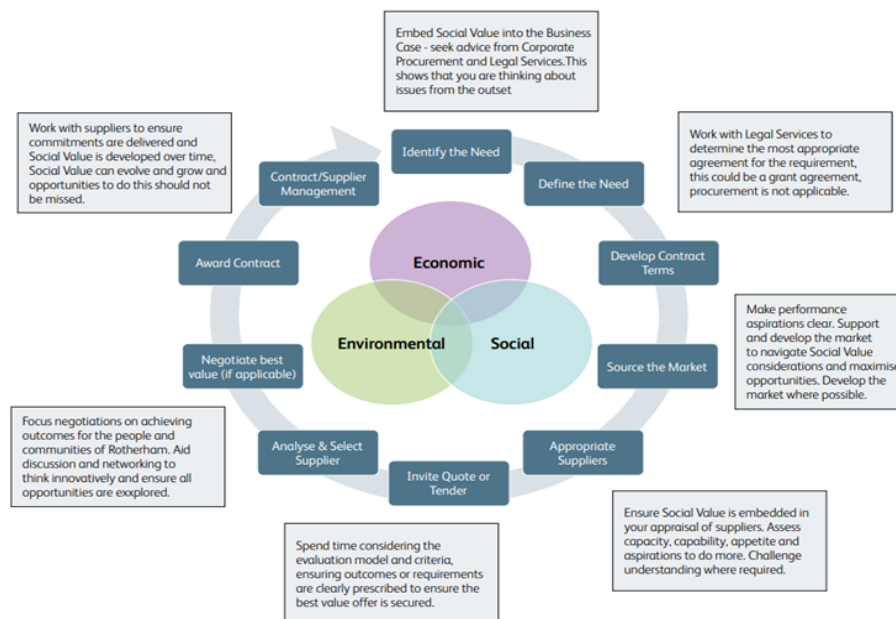 Embed Social Value into the Business
Case - seek advice from Corporate
Procurement and Legal Services.This
shows that you are thinking about
issues from the outset
Work with suppliers to ensure
commitments are delivered and
Social Value is developed over time,
Social Value can evolve and grow and
opportunities to do this should not
be missed.
Work with Legal Services to
determine the most appropriate
agreement for the requirement,
this could be a grant agreement,
procurement is not applicable.
Identify the Need
Define the Need
Develop Contract
Terms
Source the Market
Appropriate
Suppliers
Invite Quote or
Tender
Analyse & Select
Supplier
Negotiate best
value (if applicable)
Award Contract
Contract/Supplier
Management
Economic
Environmental
Social
Make performance
aspirations clear. Support
and develop the market
to navigate Social Value
considerations and maximise
opportunities. Develop the
market where possible.
Focus negotiations on achieving
outcomes for the people and
communities of Rotherham. Aid
discussion and networking to
think innovatively and ensure all
opportunities are exxplored.
Ensure Social Value is embedded in
your appraisal of suppliers. Assess
capacity, capability, appetite and
aspirations to do more. Challenge
understanding where required.
Spend time considering the
evaluation model and criteria,
ensuring outcomes or requirements
are clearly prescribed to ensure the
best value offer is secured.